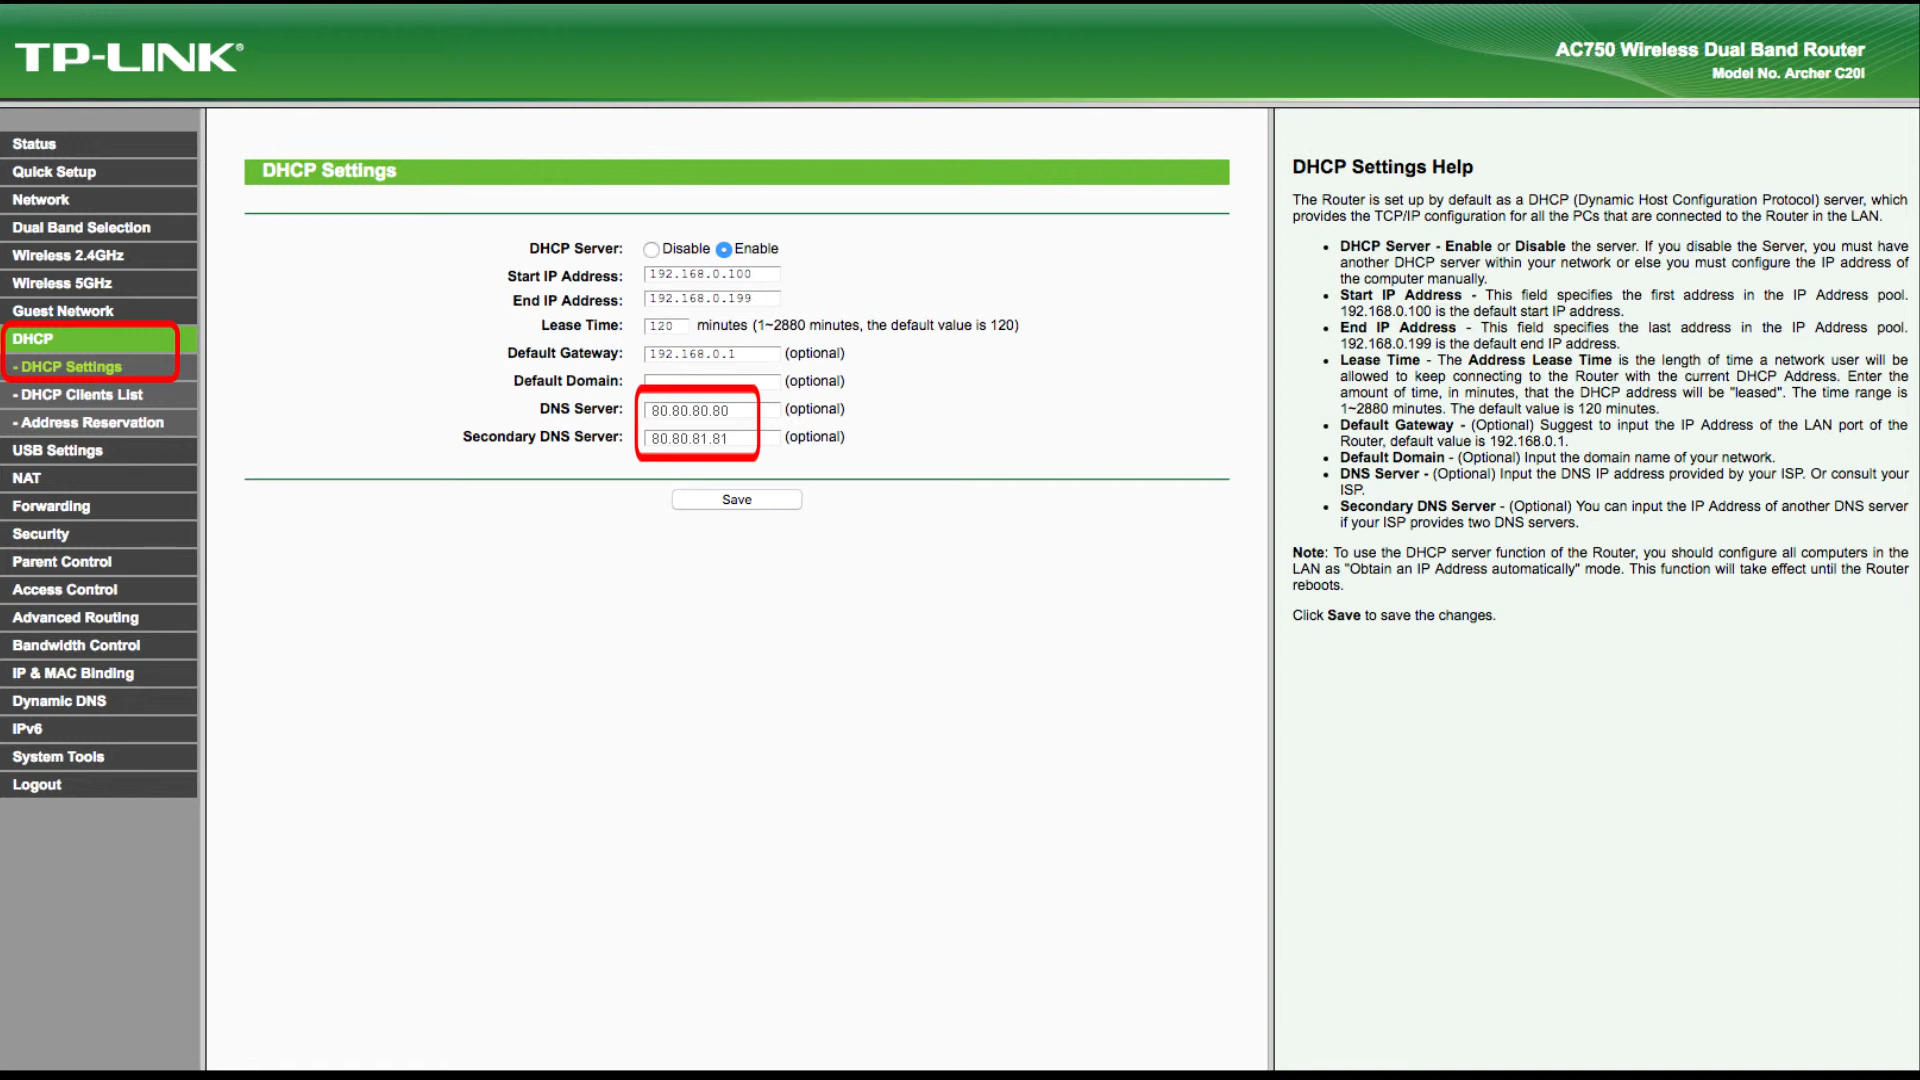 TP-LINK®
AC750 Wireless Dual Band Router
Model No. Archer C20I
Status
Quick Setup
Network
Dual Band Selection
Wireless 2.4GHz
Wireless 5GHz
Guest Network
DHCP
- DHCP Settings
- DHCP Clients List
- Address Reservation
USB Settings
NAT
Forwarding
Security
Parent Control
Access Control
Advanced Routing
Bandwidth Control
IP & MAC Binding
Dynamic DNS
IPv6
System Tools
Logout
DHCP Settings
DHCP Server: Disable Enable
Start IP Address: 192.168.0.100
End IP Address: 192.168.0.199
Lease Time: 120 minutes (1~2880 minutes, the default value is 120)
Default Gateway: 192.168.0.1 (optional)
Default Domain: (optional)
DNS Server: 80.80.80.80 (optional)
Secondary DNS Server: 80.80.81.81 (optional)
Save
DHCP Settings Help
The Router is set up by default as a DHCP (Dynamic Host Configuration Protocol) server, which
provides the TCP/IP configuration for all the PCs that are connected to the Router in the LAN.
• DHCP Server - Enable or Disable the server. If you disable the Server, you must have
another DHCP server within your network or else you must configure the IP address of
the computer manually.
• Start IP Address - This field specifies the first address in the IP Address pool.
192.168.0.100 is the default start IP address.
• End IP Address - This field specifies the last address in the IP Address pool.
192.168.0.199 is the default end IP address.
• Lease Time - The Address Lease Time is the length of time a network user will be
allowed to keep connecting to the Router with the current DHCP Address. Enter the
amount of time, in minutes, that the DHCP address will be "leased". The time range is
1~2880 minutes. The default value is 120 minutes.
• Default Gateway - (Optional) Suggest to input the IP Address of the LAN port of the
Router, default value is 192.168.0.1.
• Default Domain - (Optional) Input the domain name of your network.
• DNS Server - (Optional) Input the DNS IP address provided by your ISP. Or consult your
ISP.
• Secondary DNS Server - (Optional) You can input the IP Address of another DNS server
if your ISP provides two DNS servers.
Note: To use the DHCP server function of the Router, you should configure all computers in the
LAN as "Obtain an IP Address automatically" mode. This function will take effect until the Router
reboots.
Click Save to save the changes.